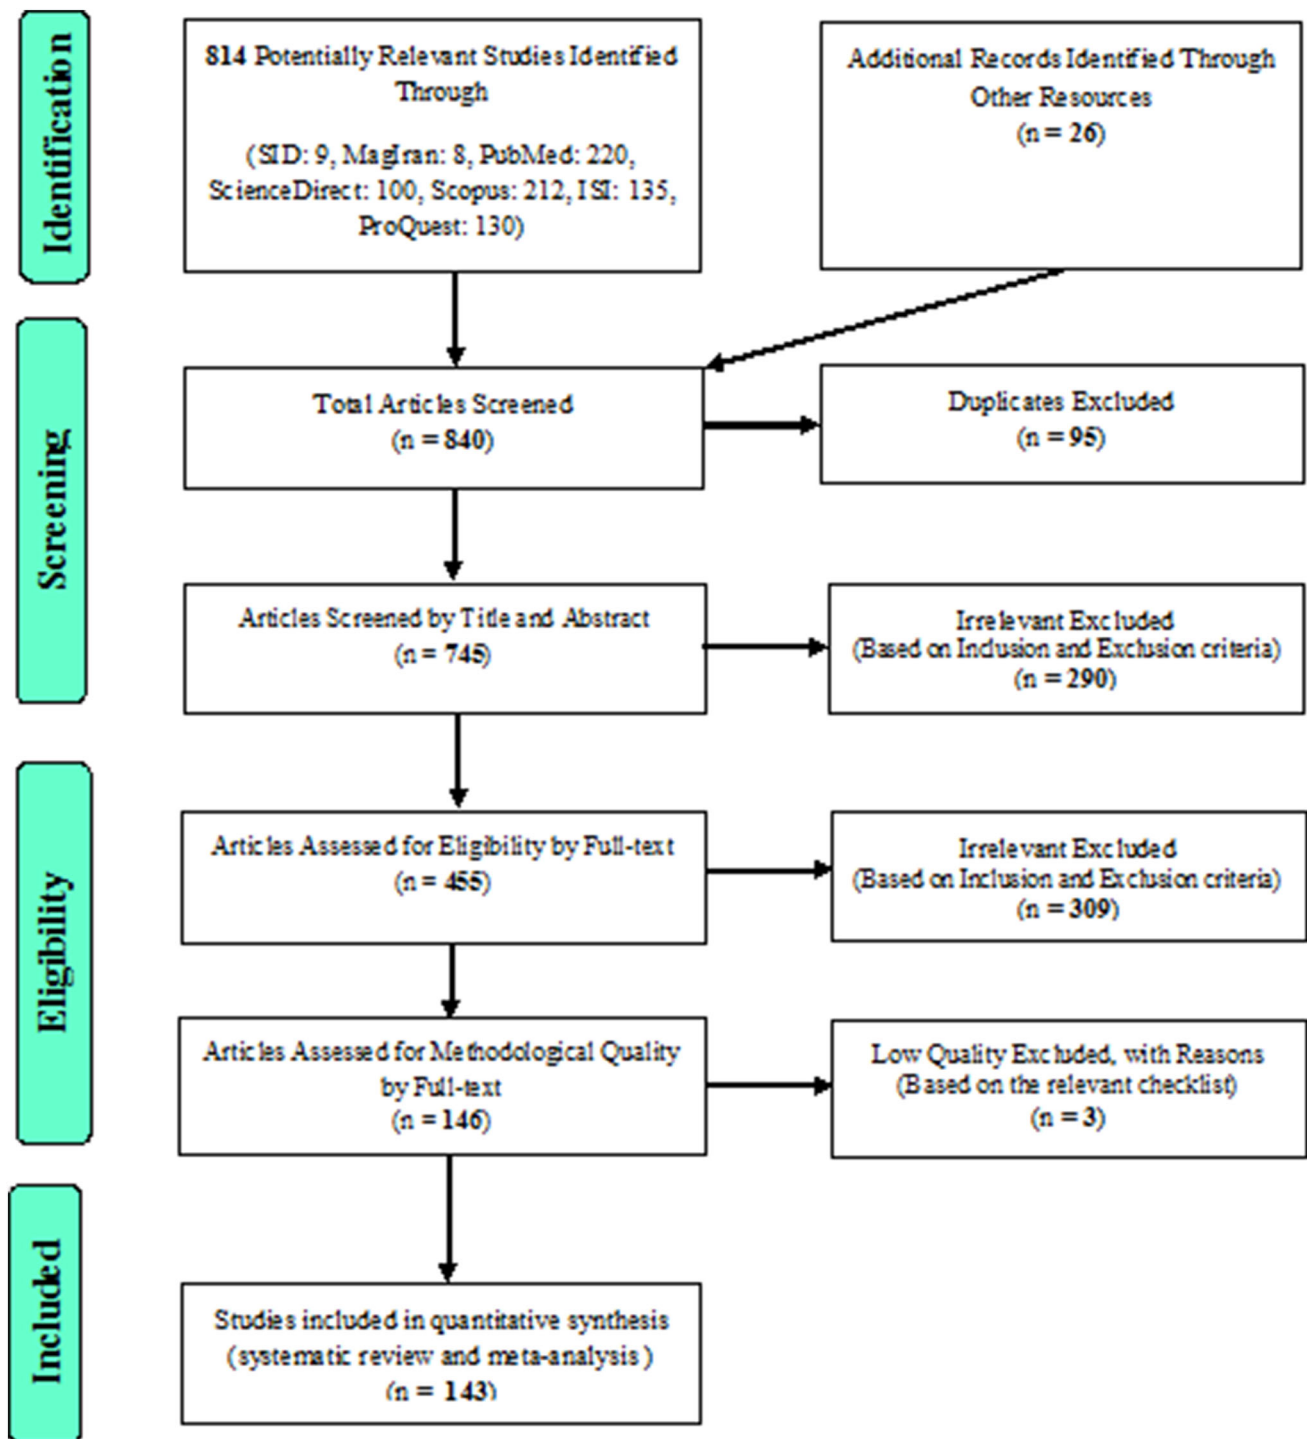 Identification
814 Potentially Relevant Studies Identified
Through
(SID: 9, MagIran: 8, PubMed: 220,
ScienceDirect: 100, Scopus: 212, ISI: 135,
ProQuest: 130)
Additional Records Identified Through
Other Resources
(n = 26)
Screening
Total Articles Screened
(n = 840)
Duplicates Excluded
(n = 95)
Articles Screened by Title and Abstract
(n = 745)
Irrelevant Excluded
(Based on Inclusion and Exclusion criteria)
(n = 290)
Eligibility
Articles Assessed for Eligibility by Full-text
(n = 455)
Irrelevant Excluded
(Based on Inclusion and Exclusion criteria)
(n = 309)
Articles Assessed for Methodological Quality
by Full-text
(n = 146)
Low Quality Excluded, with Reasons
(Based on the relevant checklist)
(n = 3)
Included
Studies included in quantitative synthesis
(systematic review and meta-analysis)
(n = 143)